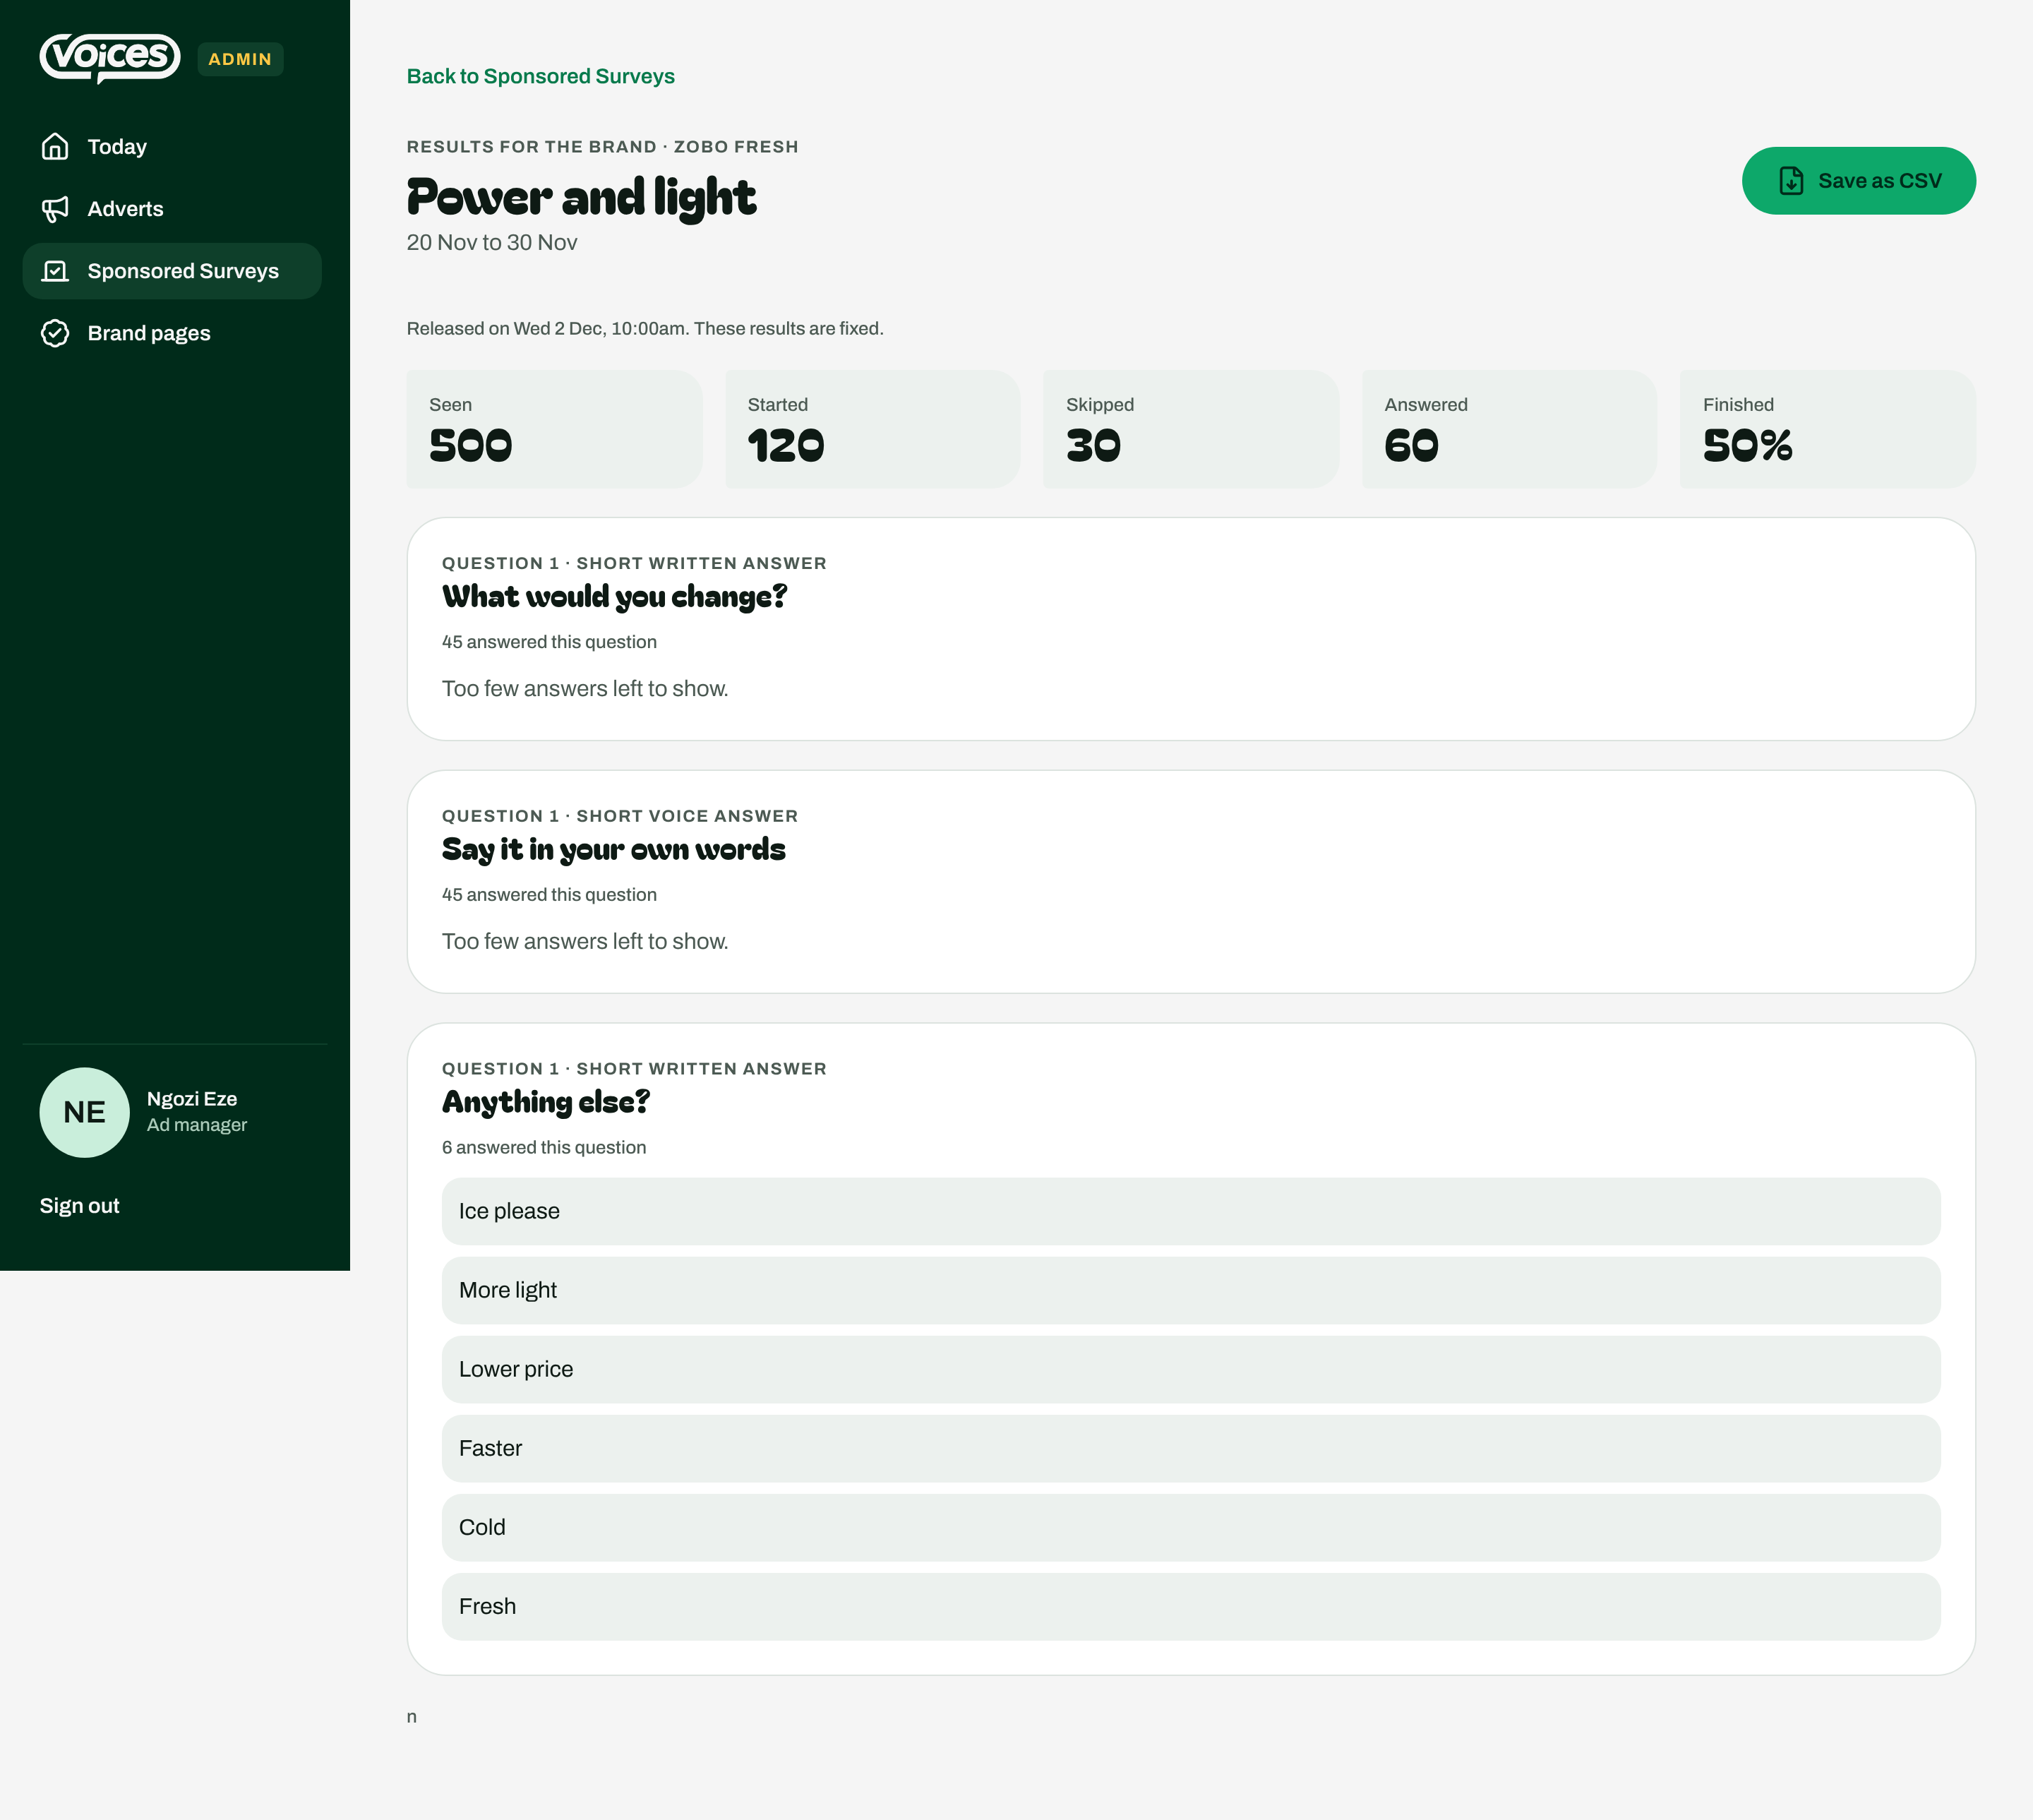 Voices
ADMIN
Today
Adverts
Sponsored Surveys
Brand pages
NE
Ngozi Eze
Ad manager
Sign out
Back to Sponsored Surveys
RESULTS FOR THE BRAND · ZOBO FRESH
Power and light
20 Nov to 30 Nov
Save as CSV
Released on Wed 2 Dec, 10:00am. These results are fixed.
Seen
500
Started
120
Skipped
30
Answered
60
Finished
50%
QUESTION 1 · SHORT WRITTEN ANSWER
What would you change?
45 answered this question
Too few answers left to show.
QUESTION 1 · SHORT VOICE ANSWER
Say it in your own words
45 answered this question
Too few answers left to show.
QUESTION 1 · SHORT WRITTEN ANSWER
Anything else?
6 answered this question
Ice please
More light
Lower price
Faster
Cold
Fresh
n